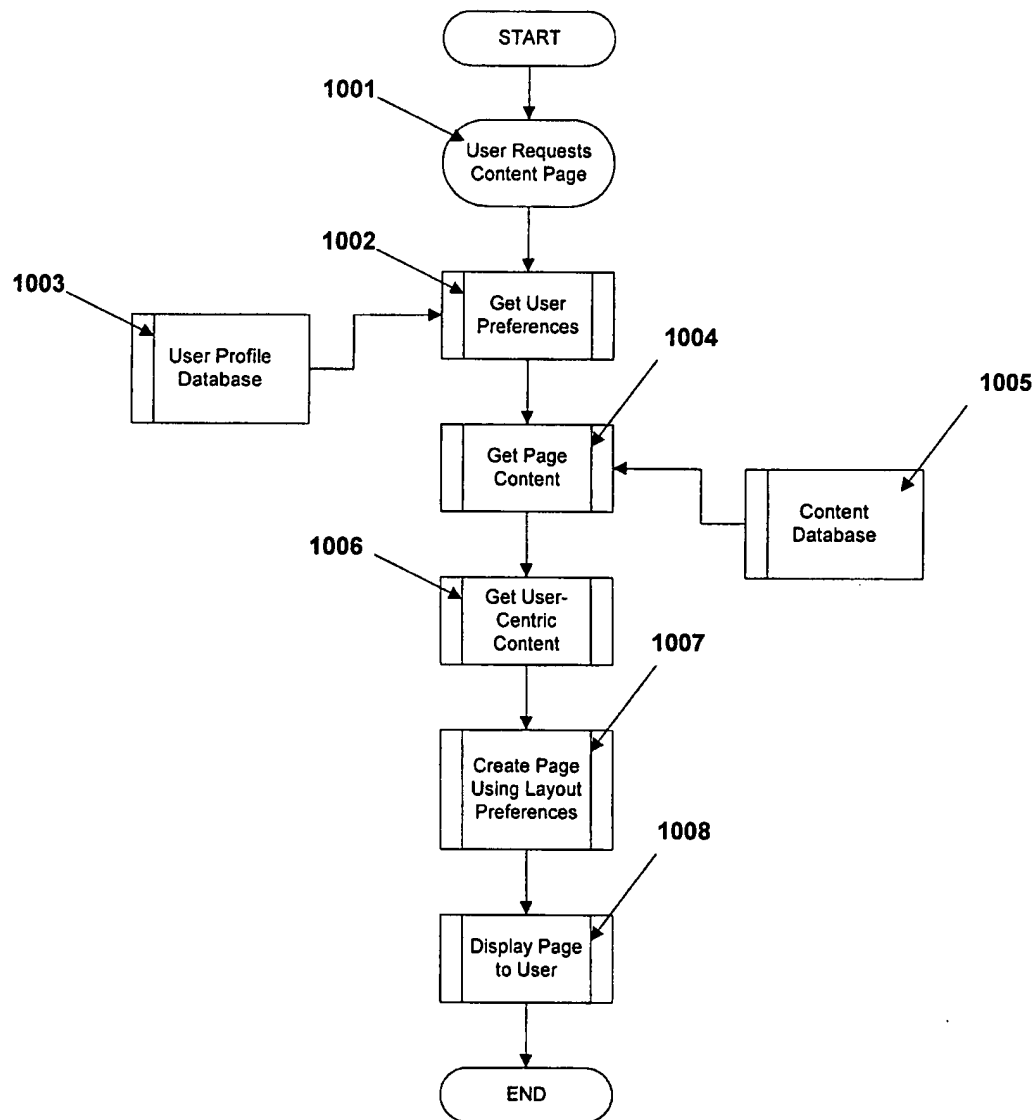 START
1001
User Requests
Content Page
1002
Get User
Preferences
1003
User Profile
Database
1004
Get Page
Content
1005
Content
Database
1006
Get User-
Centric
Content
1007
Create Page
Using Layout
Preferences
1008
Display Page
to User
END